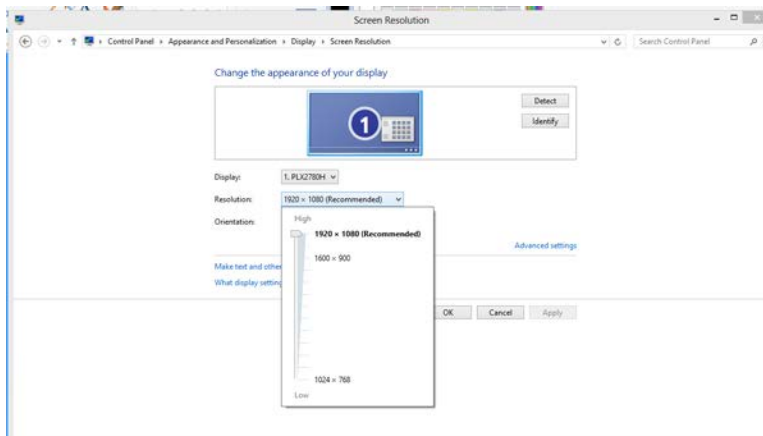 Screen Resolution
Control Panel › Appearance and Personalization › Display › Screen Resolution
Search Control Panel
Change the appearance of your display
1
Detect
Identify
Display: 1. PLX2780H
Resolution: 1920 × 1080 (Recommended)
Orientation:
High
1920 × 1080 (Recommended)
1600 × 900
1024 × 768
Low
Advanced settings
Make text and other
What display setting
OK Cancel Apply